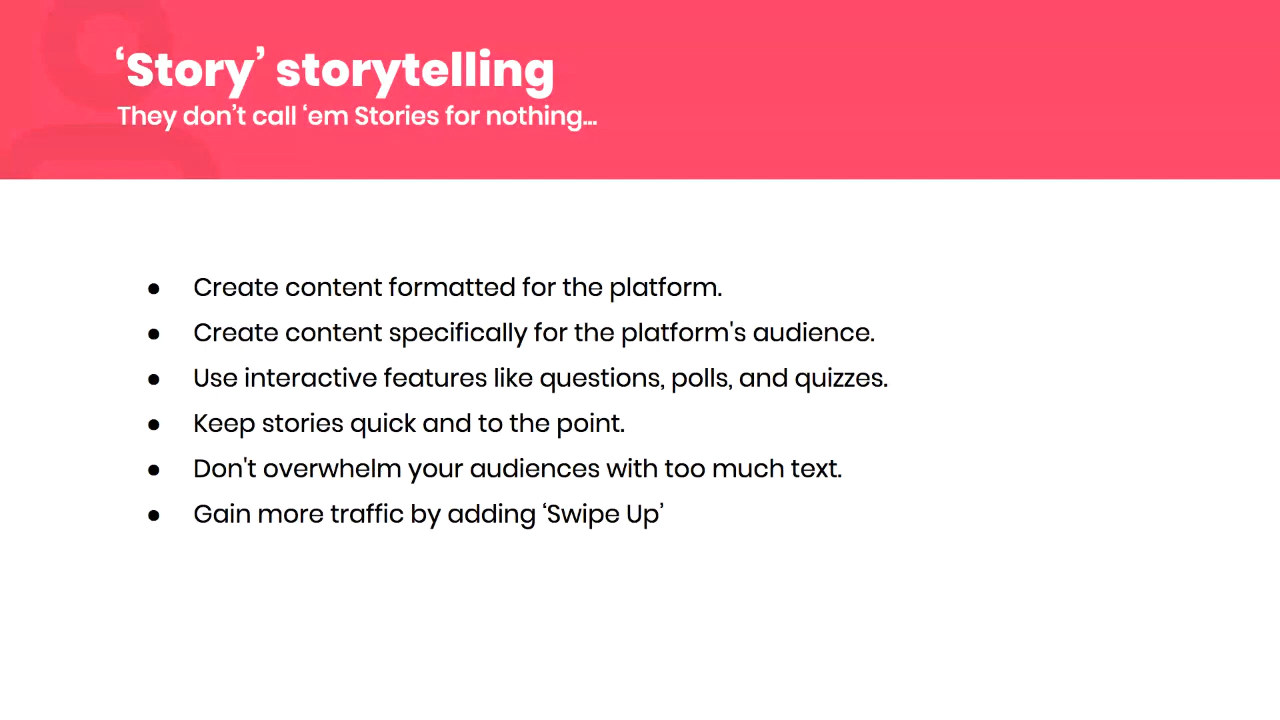 ‘Story’ storytelling
They don’t call ‘em Stories for nothing...
● Create content formatted for the platform.
● Create content specifically for the platform's audience.
● Use interactive features like questions, polls, and quizzes.
● Keep stories quick and to the point.
● Don't overwhelm your audiences with too much text.
● Gain more traffic by adding ‘Swipe Up’